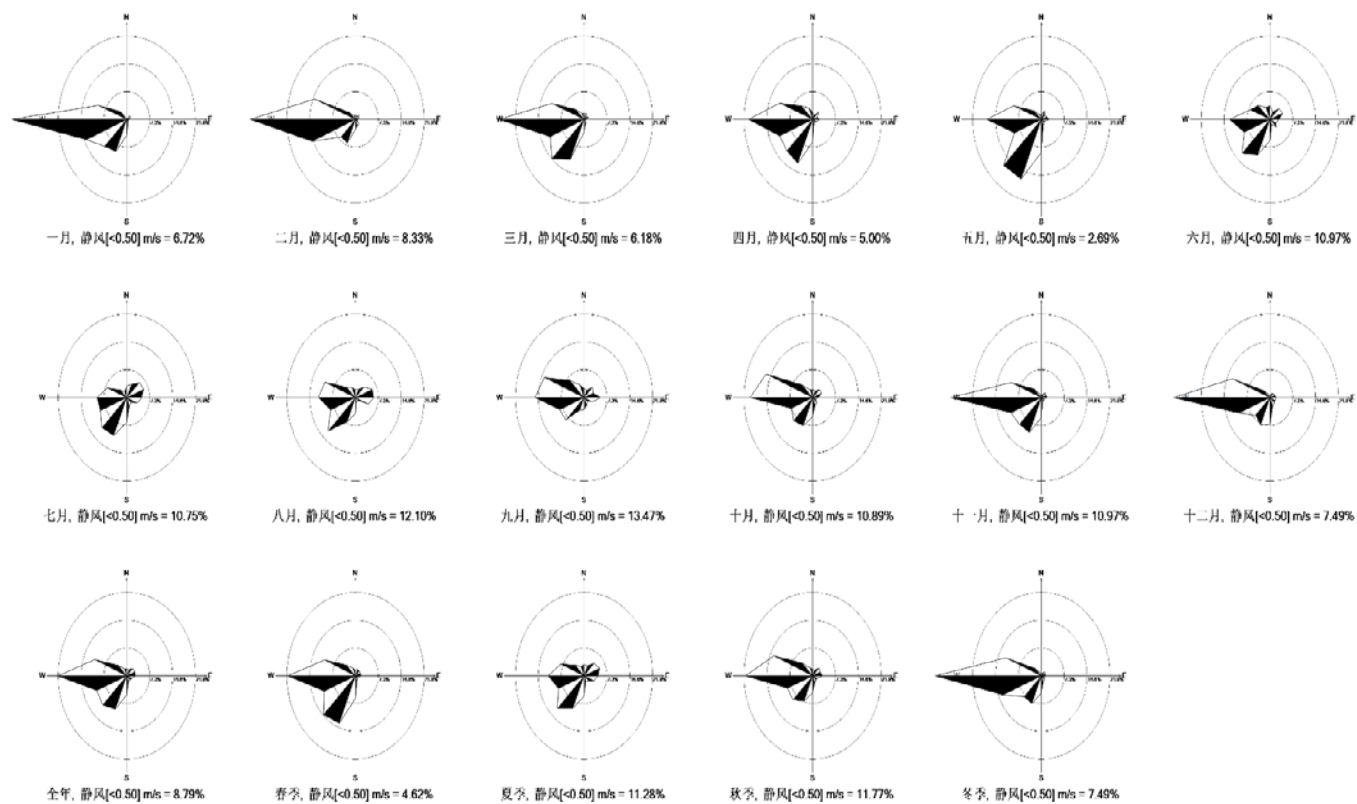 N N N N N N
W E W E W E W E W E W E
S S S S S S
一月, 静风[<0.50] m/s = 6.72% 二月, 静风[<0.50] m/s = 8.33% 三月, 静风[<0.50] m/s = 6.18% 四月, 静风[<0.50] m/s = 5.00% 五月, 静风[<0.50] m/s = 2.69% 六月, 静风[<0.50] m/s = 10.97%
N N N N N N
W E W E W E W E W E W E
S S S S S S
七月, 静风[<0.50] m/s = 10.75% 八月, 静风[<0.50] m/s = 12.10% 九月, 静风[<0.50] m/s = 13.47% 十月, 静风[<0.50] m/s = 10.89% 十一月, 静风[<0.50] m/s = 10.97% 十二月, 静风[<0.50] m/s = 7.49%
N N N N N
W E W E W E W E W E
S S S S S
全年, 静风[<0.50] m/s = 8.79% 春季, 静风[<0.50] m/s = 4.62% 夏季, 静风[<0.50] m/s = 11.28% 秋季, 静风[<0.50] m/s = 11.77% 冬季, 静风[<0.50] m/s = 7.49%